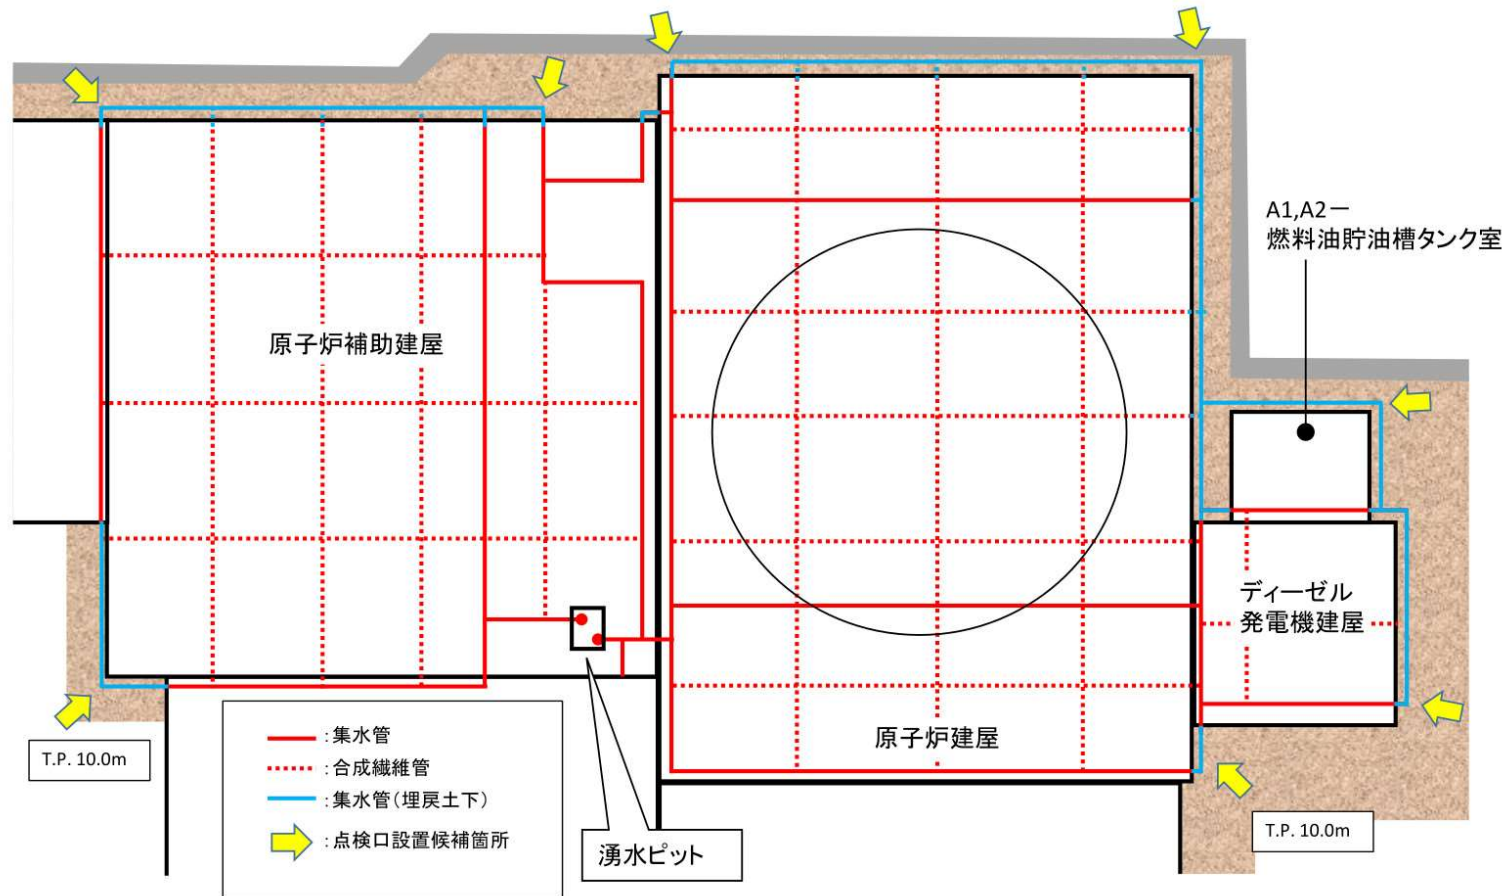 A1,A2－
燃料油貯油槽タンク室
原子炉補助建屋
ディーゼル
発電機建屋
原子炉建屋
T.P. 10.0m
：集水管
：合成繊維管
：集水管（埋戻土下）
：点検口設置候補箇所
湧水ピット
T.P. 10.0m